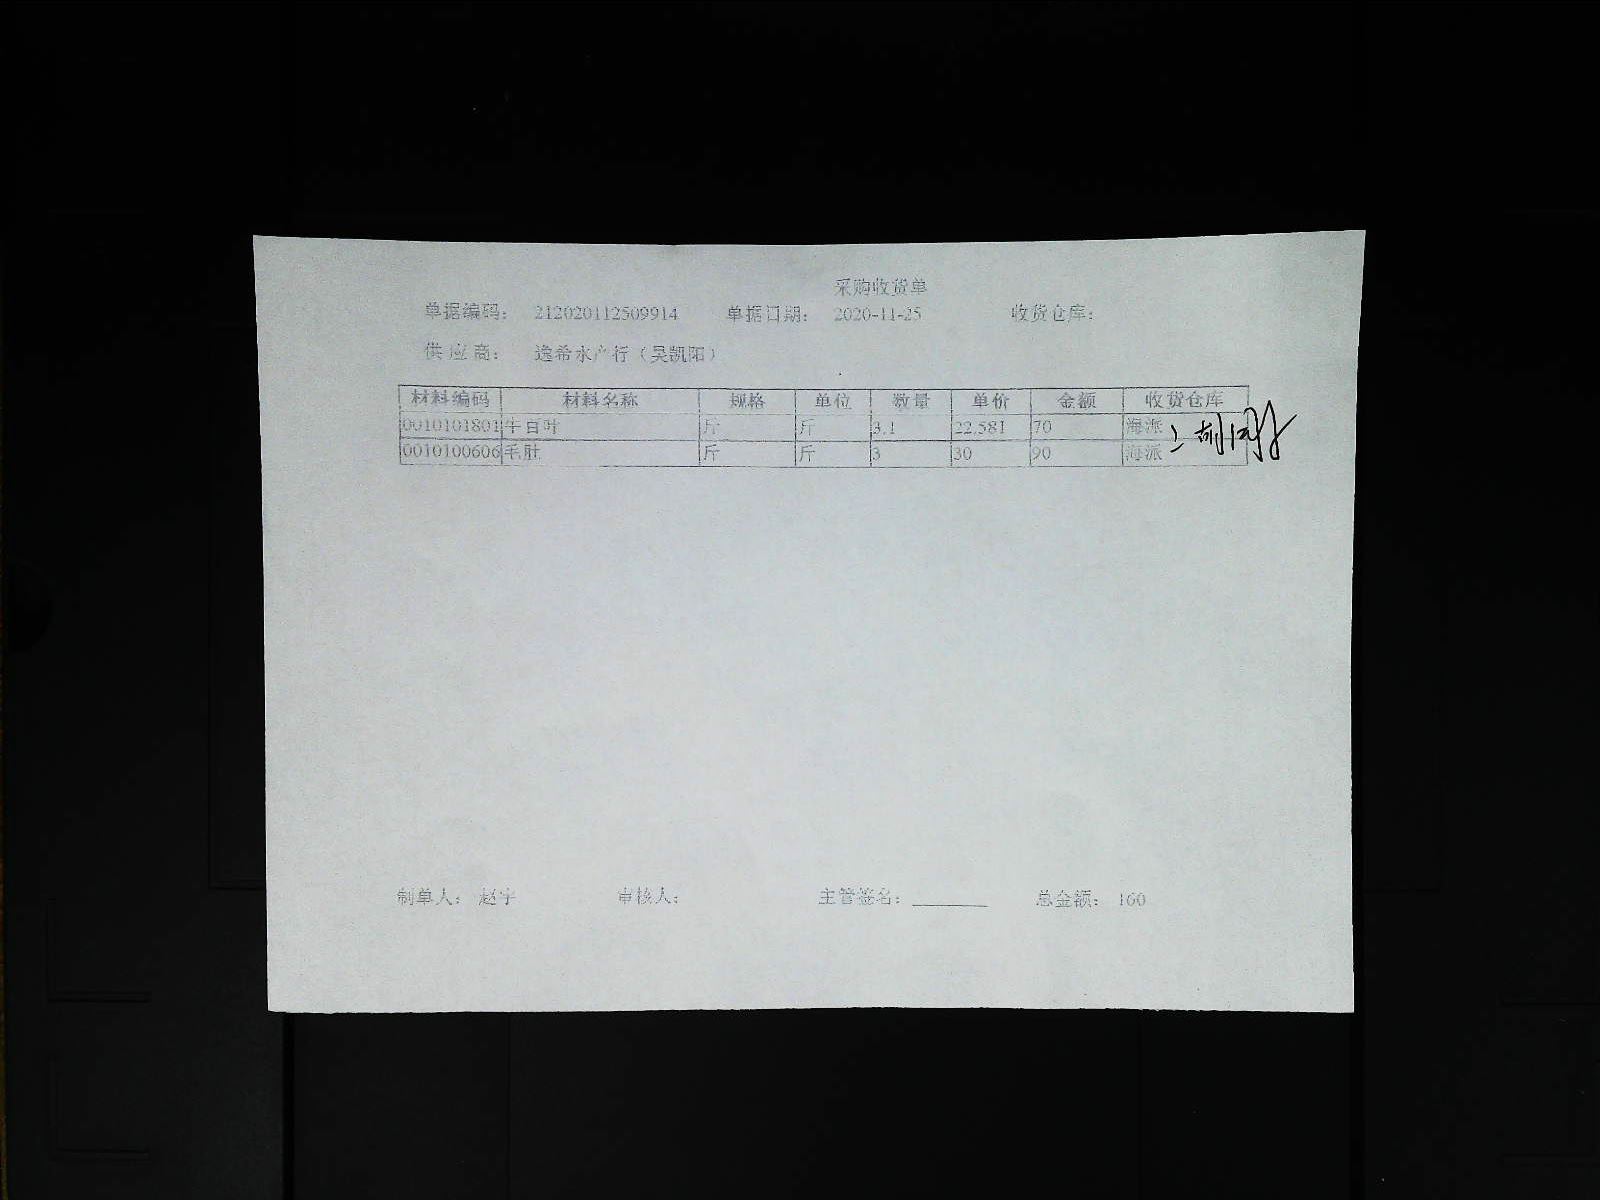 采购收货单
单据编码： 212020112509914 单据日期： 2020-11-25 收货仓库：
供 应 商： 逸希水产行（吴凯阳）
材料编码 材料名称 规格 单位 数量 单价 金额 收货仓库
0010101801 牛百叶 斤 斤 3.1 22.581 70 海派
0010100606 毛肚 斤 斤 3 30 90 海派
制单人： 赵宇 审核人： 主管签名： 总金额： 160